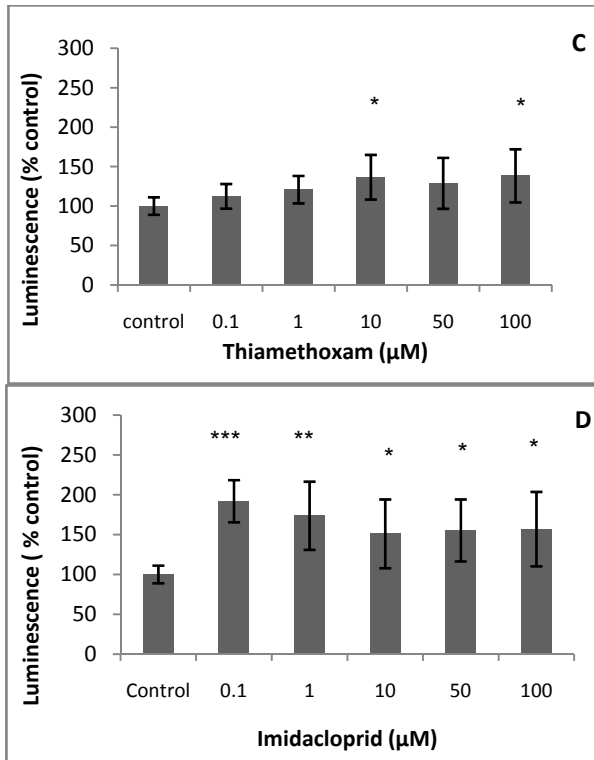 C
Luminescence (% control)
300
250
200
150
100
50
0
* *
control 0.1 1 10 50 100
Thiamethoxam (µM)
D
Luminescence ( % control)
300
250
200
150
100
50
0
*** ** * * *
Control 0.1 1 10 50 100
Imidacloprid (µM)